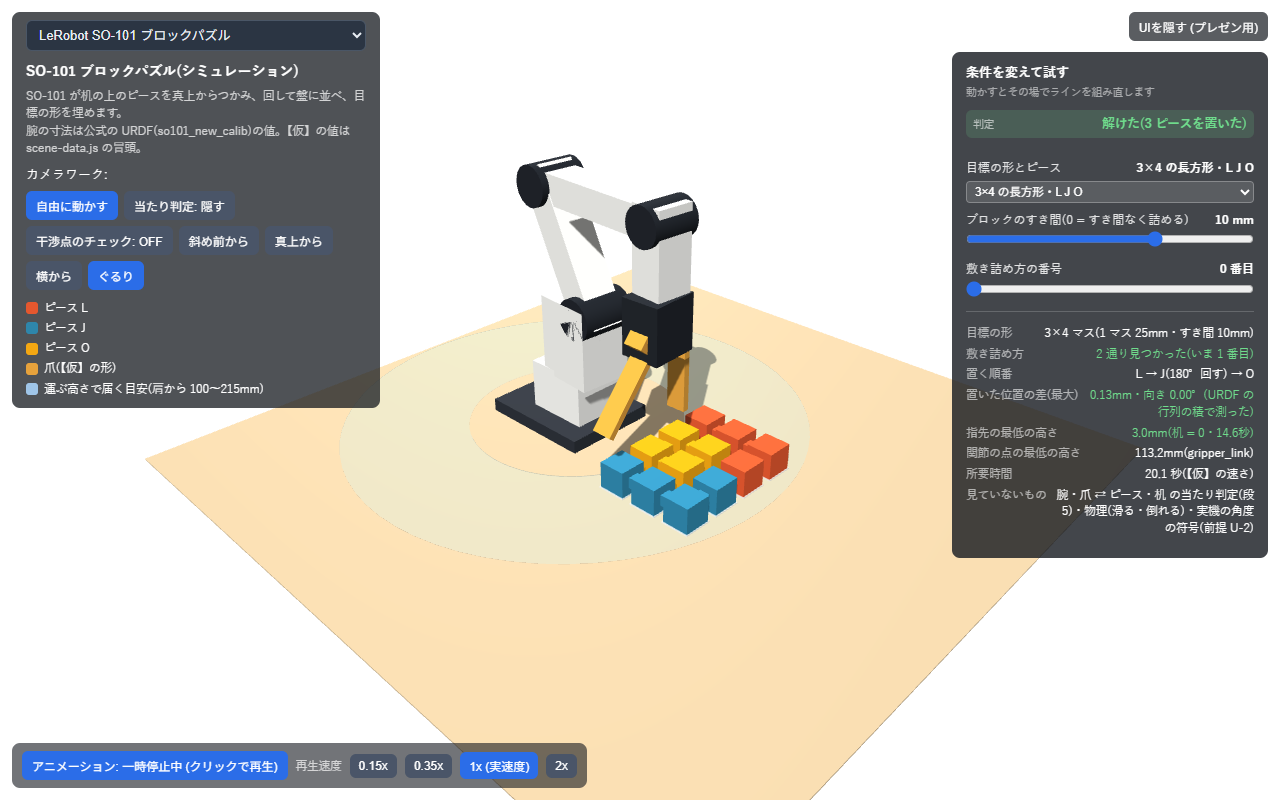 LeRobot SO-101 ブロックパズル
SO-101 ブロックパズル(シミュレーション)
SO-101 が机の上のピースを真上からつかみ、回して盤に並べ、目
標の形を埋めます。
腕の寸法は公式の URDF(so101_new_calib)の値。【仮】の値は
scene-data.js の冒頭。
カメラワーク:
自由に動かす
当たり判定: 隠す
干渉点のチェック: OFF
斜め前から
真上から
横から
ぐるり
ピース L
ピース J
ピース O
爪(【仮】の形)
運ぶ高さで届く目安(肩から 100〜215mm)
UIを隠す (プレゼン用)
条件を変えて試す
動かすとその場でラインを組み直します
判定 解けた(3 ピースを置いた)
目標の形とピース 3×4 の長方形・L J O
3×4 の長方形・L J O
ブロックのすき間(0 = すき間なく詰める) 10 mm
敷き詰め方の番号 0 番目
目標の形 3×4 マス(1 マス 25mm・すき間 10mm)
敷き詰め方 2 通り見つかった(いま 1 番目)
置く順番 L → J(180° 回す) → O
置いた位置の差(最大) 0.13mm・向き 0.00° (URDF の
行列の積で測った)
指先の最低の高さ 3.0mm(机 = 0・14.6秒)
関節の点の最低の高さ 113.2mm(gripper_link)
所要時間 20.1 秒(【仮】の速さ)
見ていないもの 腕・爪 ⇄ ピース・机 の当たり判定(段
5)・物理(滑る・倒れる)・実機の角度
の符号(前提 U-2)
アニメーション: 一時停止中 (クリックで再生)
再生速度
0.15x
0.35x
1x (実速度)
2x